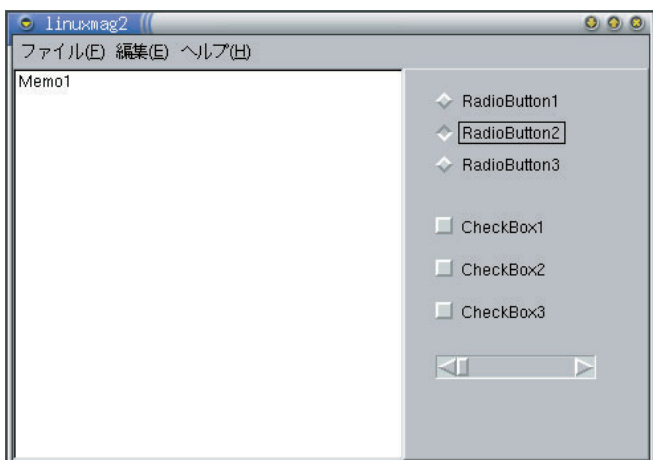 linuxmag2
ファイル(F) 編集(E) ヘルプ(H)
Memo1
RadioButton1
RadioButton2
RadioButton3
CheckBox1
CheckBox2
CheckBox3